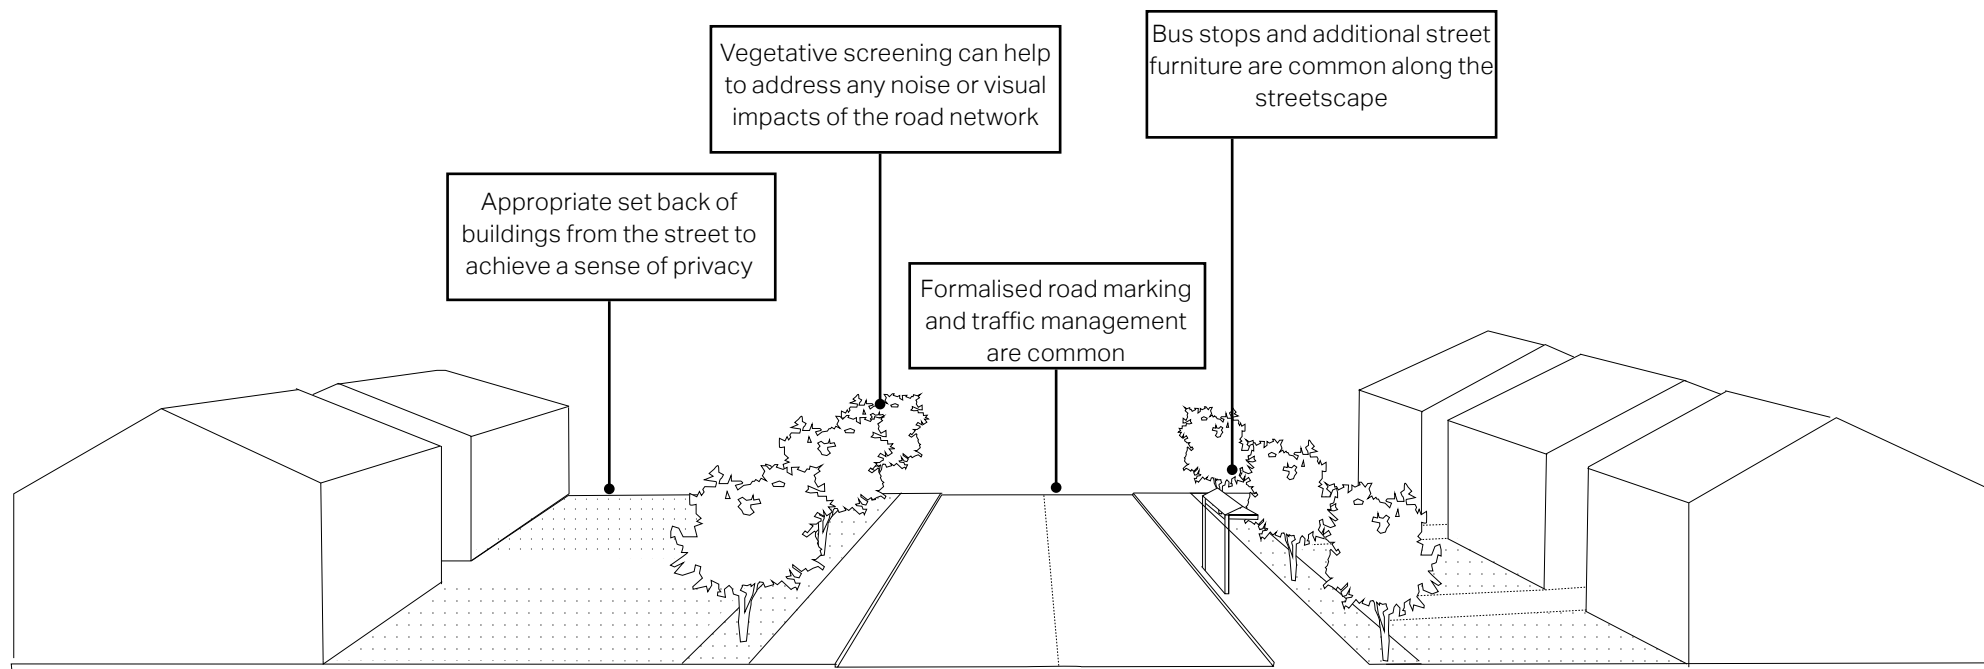 Vegetative screening can help
to address any noise or visual
impacts of the road network
Bus stops and additional street
furniture are common along the
streetscape
Appropriate set back of
buildings from the street to
achieve a sense of privacy
Formalised road marking
and traffic management
are common